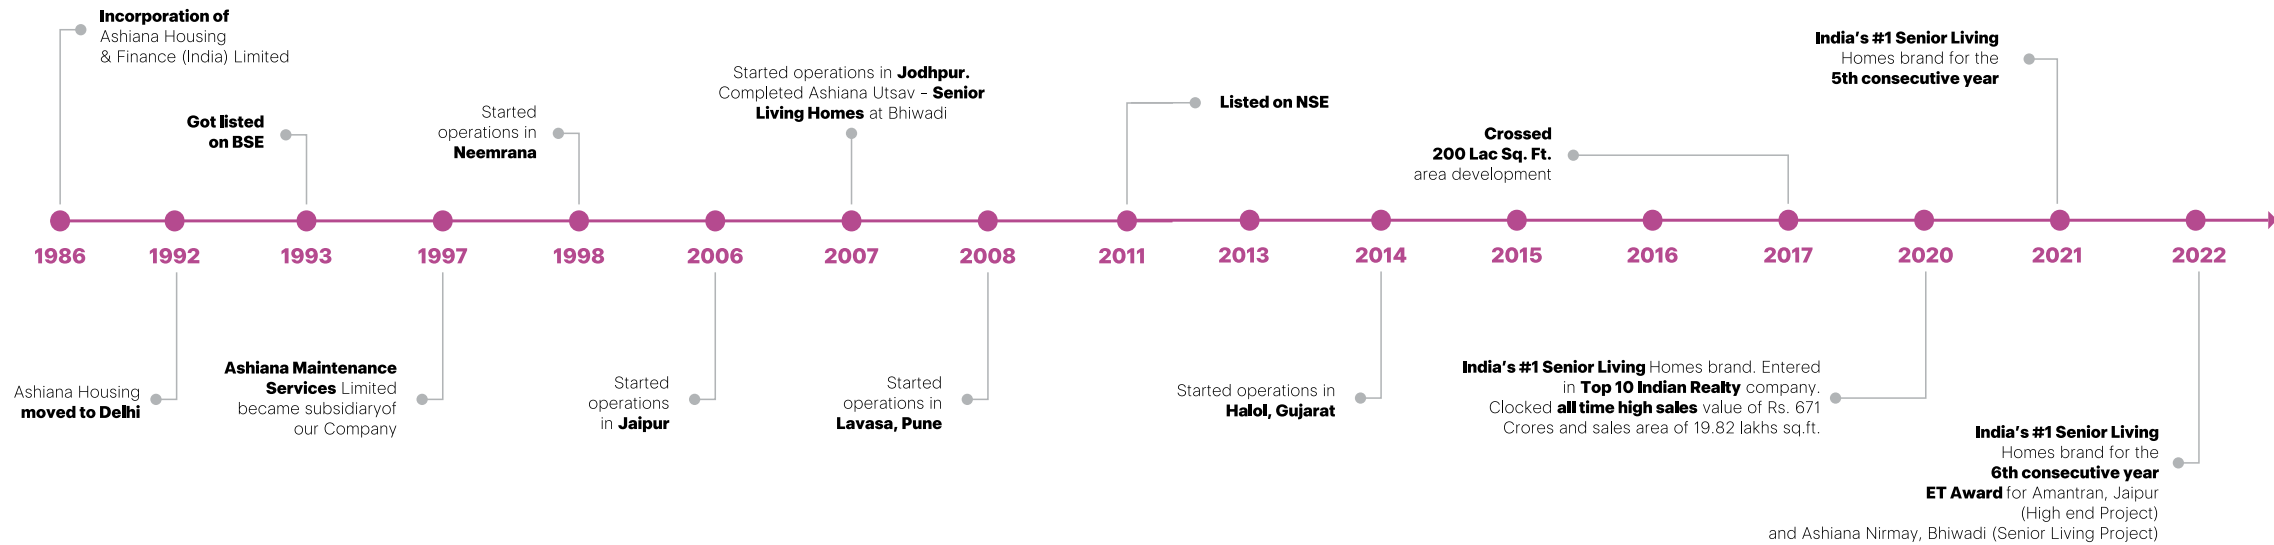 Incorporation of
Ashiana Housing
& Finance (India) Limited
Got listed
on BSE
Started
operations in
Neemrana
Started operations in Jodhpur.
Completed Ashiana Utsav - Senior
Living Homes at Bhiwadi
Listed on NSE
Crossed
200 Lac Sq. Ft.
area development
India's #1 Senior Living
Homes brand for the
5th consecutive year
1986 1992 1993 1997 1998 2006 2007 2008 2011 2013 2014 2015 2016 2017 2020 2021 2022
Ashiana Housing
moved to Delhi
Ashiana Maintenance
Services Limited
became subsidiaryof
our Company
Started
operations
in Jaipur
Started
operations in
Lavasa, Pune
Started operations in
Halol, Gujarat
India's #1 Senior Living Homes brand. Entered
in Top 10 Indian Realty company.
Clocked all time high sales value of Rs. 671
Crores and sales area of 19.82 lakhs sq.ft.
India's #1 Senior Living
Homes brand for the
6th consecutive year
ET Award for Amantran, Jaipur
(High end Project)
and Ashiana Nirmay, Bhiwadi (Senior Living Project)